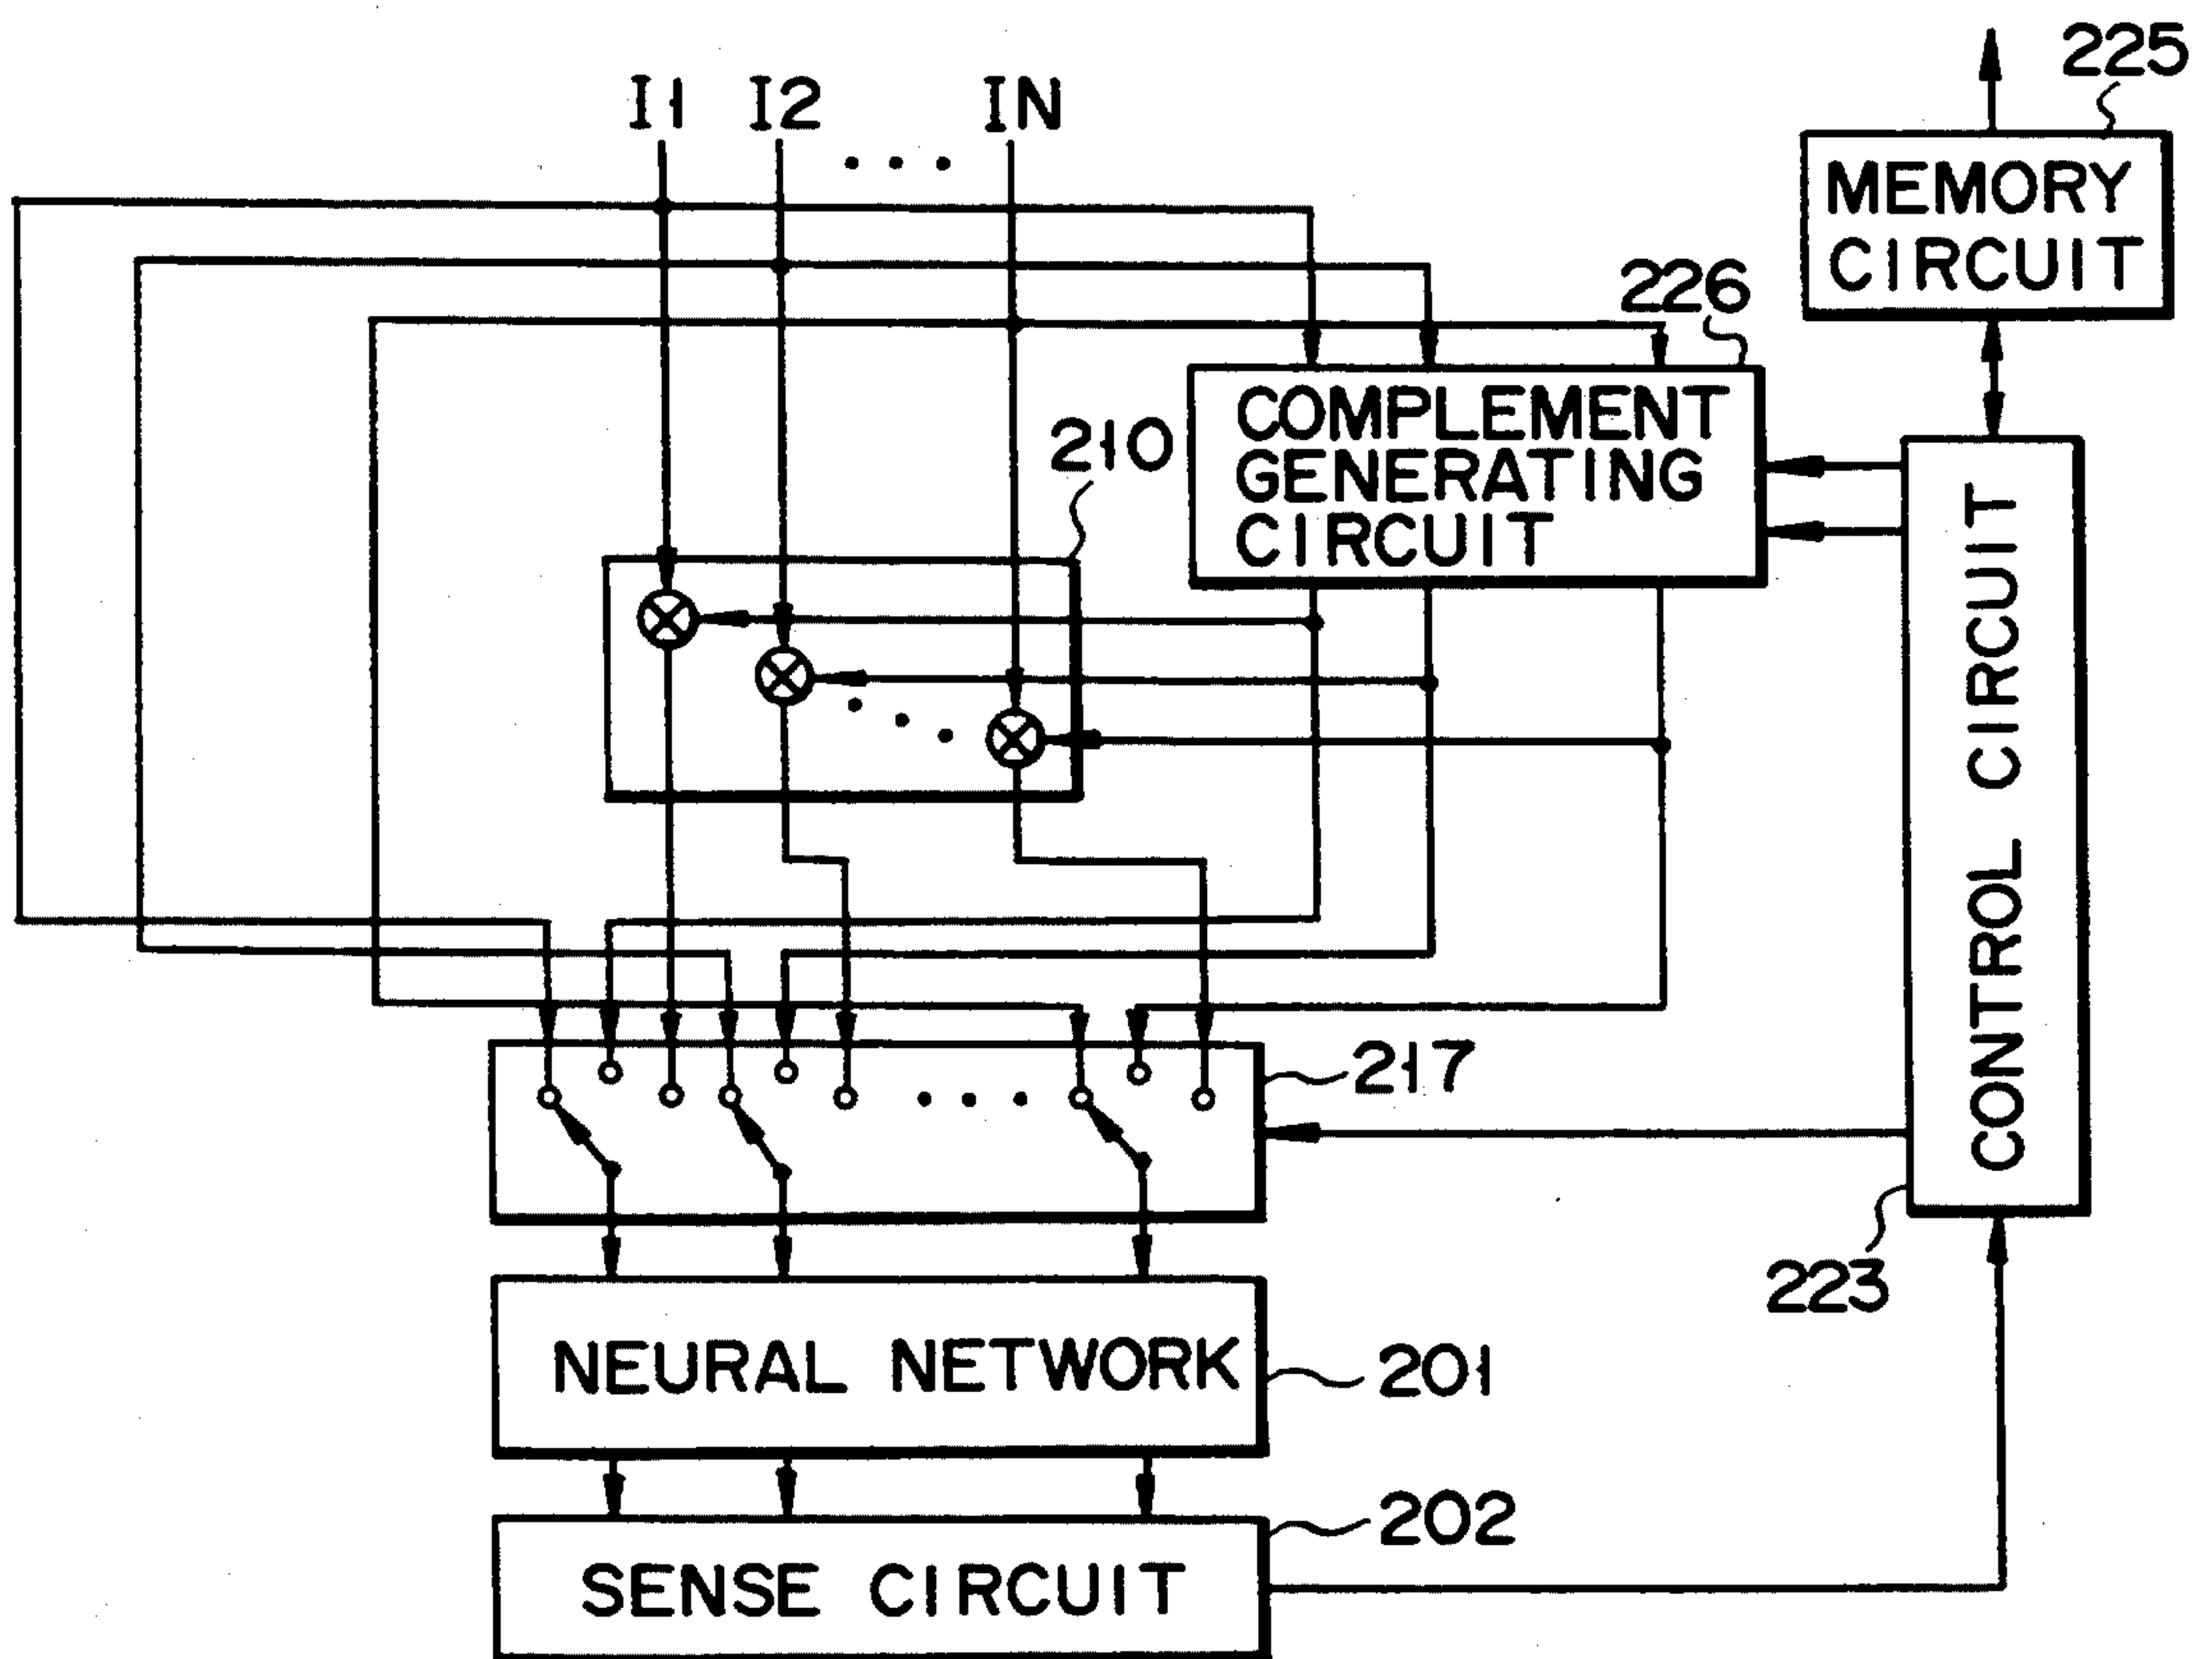 225
I1 I2 ... IN
MEMORY
CIRCUIT
226
COMPLEMENT
GENERATING
CIRCUIT
210
CONTROL CIRCUIT
217
223
NEURAL NETWORK
201
202
SENSE CIRCUIT